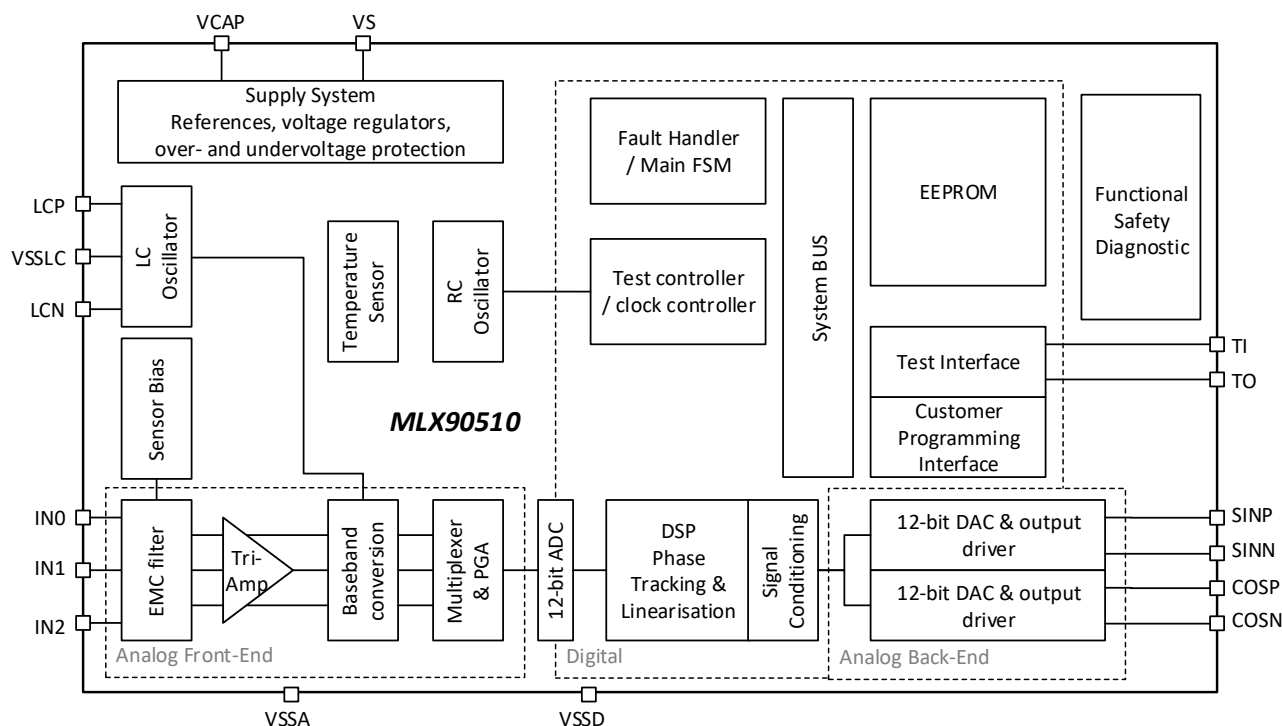 VCAP
VS
Supply System
References, voltage regulators,
over- and undervoltage protection
Fault Handler
/ Main FSM
System BUS
EEPROM
Functional
Safety
Diagnostic
LCP
VSSLC
LCN
LC
Oscillator
Temperature
Sensor
RC
Oscillator
Test controller
/ clock controller
Test Interface
Customer
Programming
Interface
TI
TO
Sensor Bias
MLX90510
IN0
IN1
IN2
EMC filter
Tri-
Amp
Baseband
conversion
Multiplexer
& PGA
12-bit ADC
DSP
Phase
Tracking &
Linearisation
Signal
Conditioning
12-bit DAC & output
driver
12-bit DAC & output
driver
SINP
SINN
COSP
COSN
Analog Front-End
Digital
Analog Back-End
VSSA
VSSD